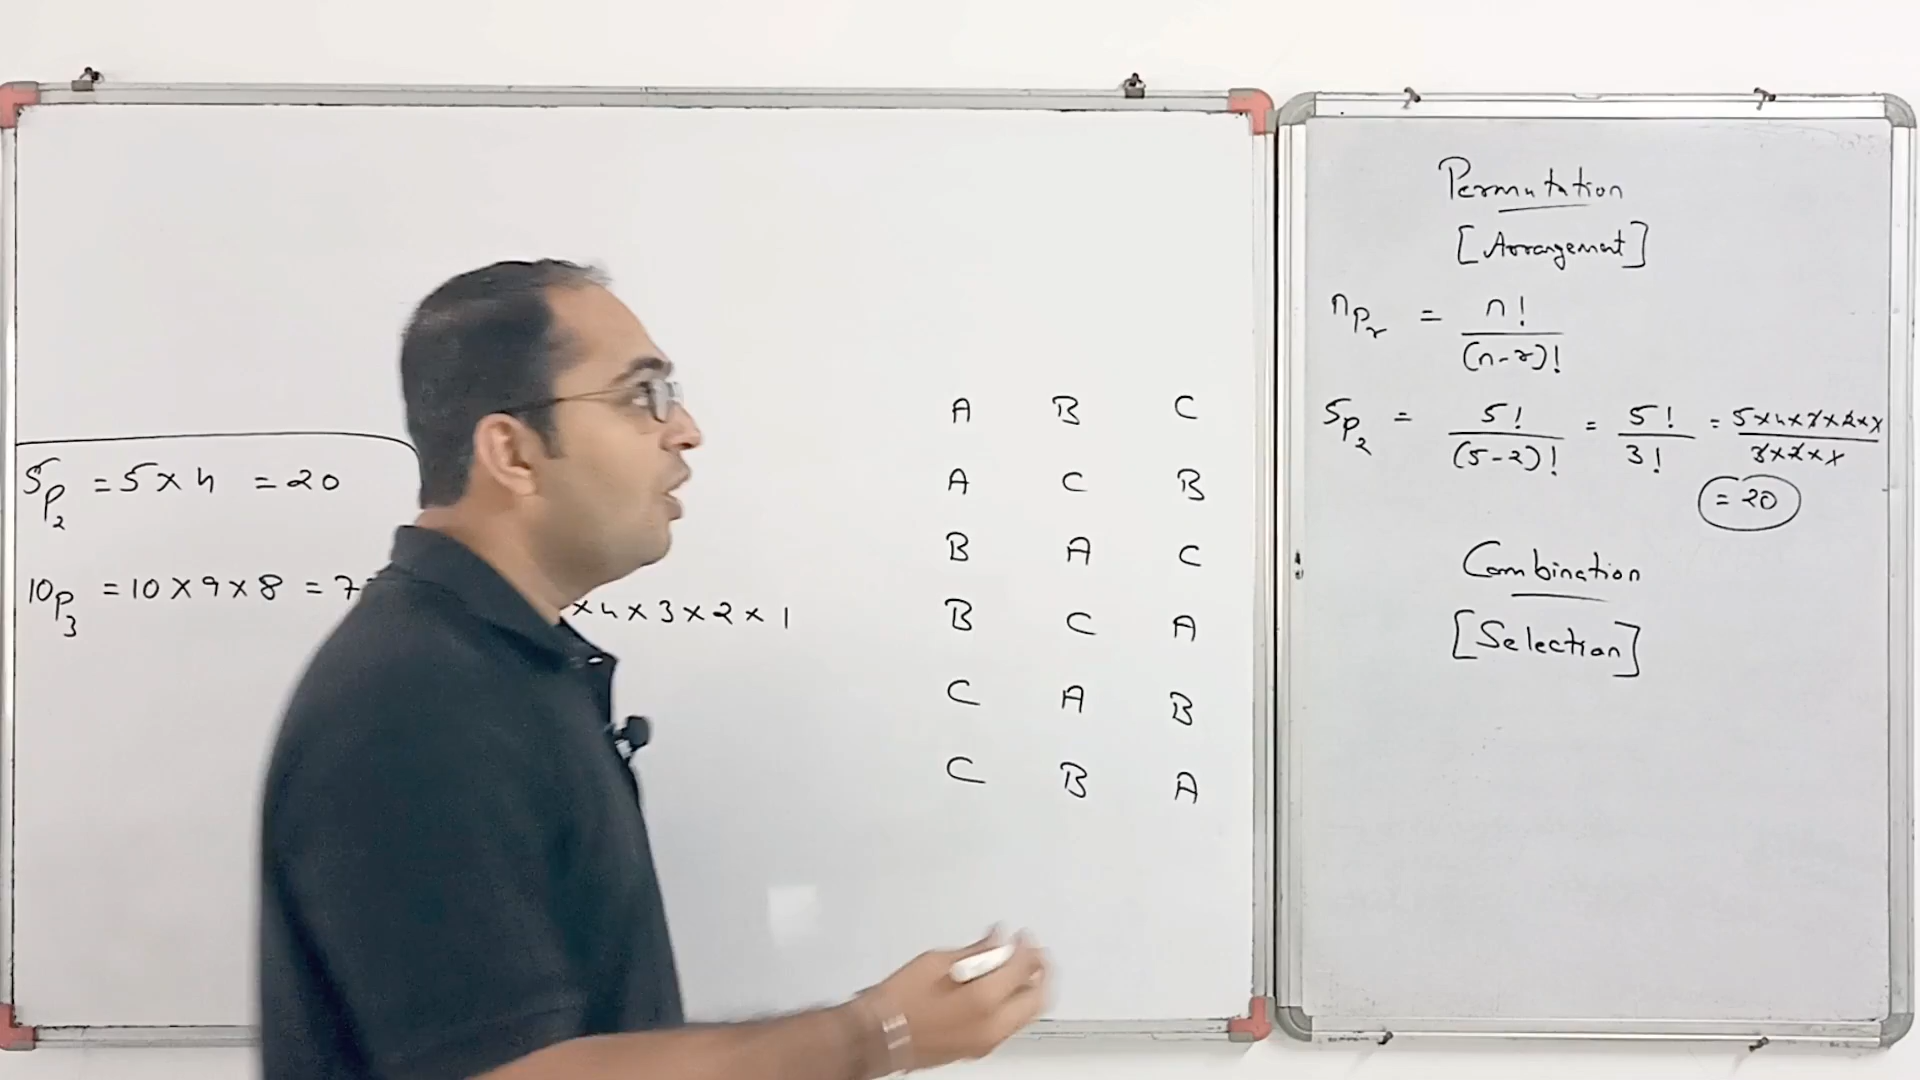 5P2 = 5 × 4 = 20
10P3 = 10 × 9 × 8 = 7
× 4 × 3 × 2 × 1
A B C
A C B
B A C
B C A
C A B
C B A
Permutation
[Arrangement]
nPr = n! / (n-r)!
5P2 = 5! / (5-2)! = 5! / 3! = 5×4×3×2×1 / 3×2×1
= 20
Combination
[Selection]